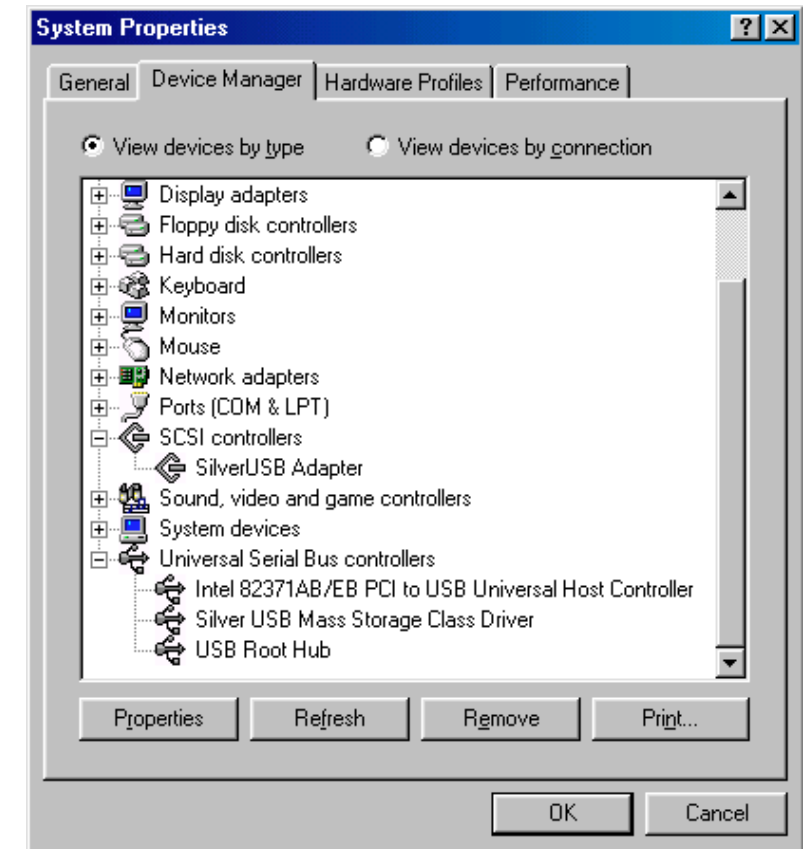 System Properties
General Device Manager Hardware Profiles Performance
View devices by type View devices by connection
Display adapters
Floppy disk controllers
Hard disk controllers
Keyboard
Monitors
Mouse
Network adapters
Ports (COM & LPT)
SCSI controllers
SilverUSB Adapter
Sound, video and game controllers
System devices
Universal Serial Bus controllers
Intel 82371AB/EB PCI to USB Universal Host Controller
Silver USB Mass Storage Class Driver
USB Root Hub
Properties Refresh Remove Print...
OK Cancel